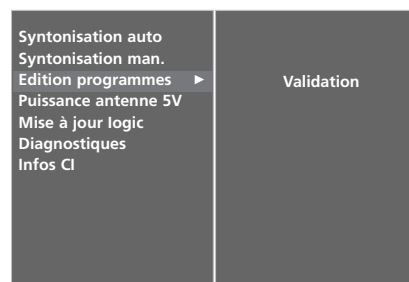 Syntonisation auto
Syntonisation man.
Edition programmes ►
Validation
Puissance antenne 5V
Mise à jour logic
Diagnostiques
Infos CI